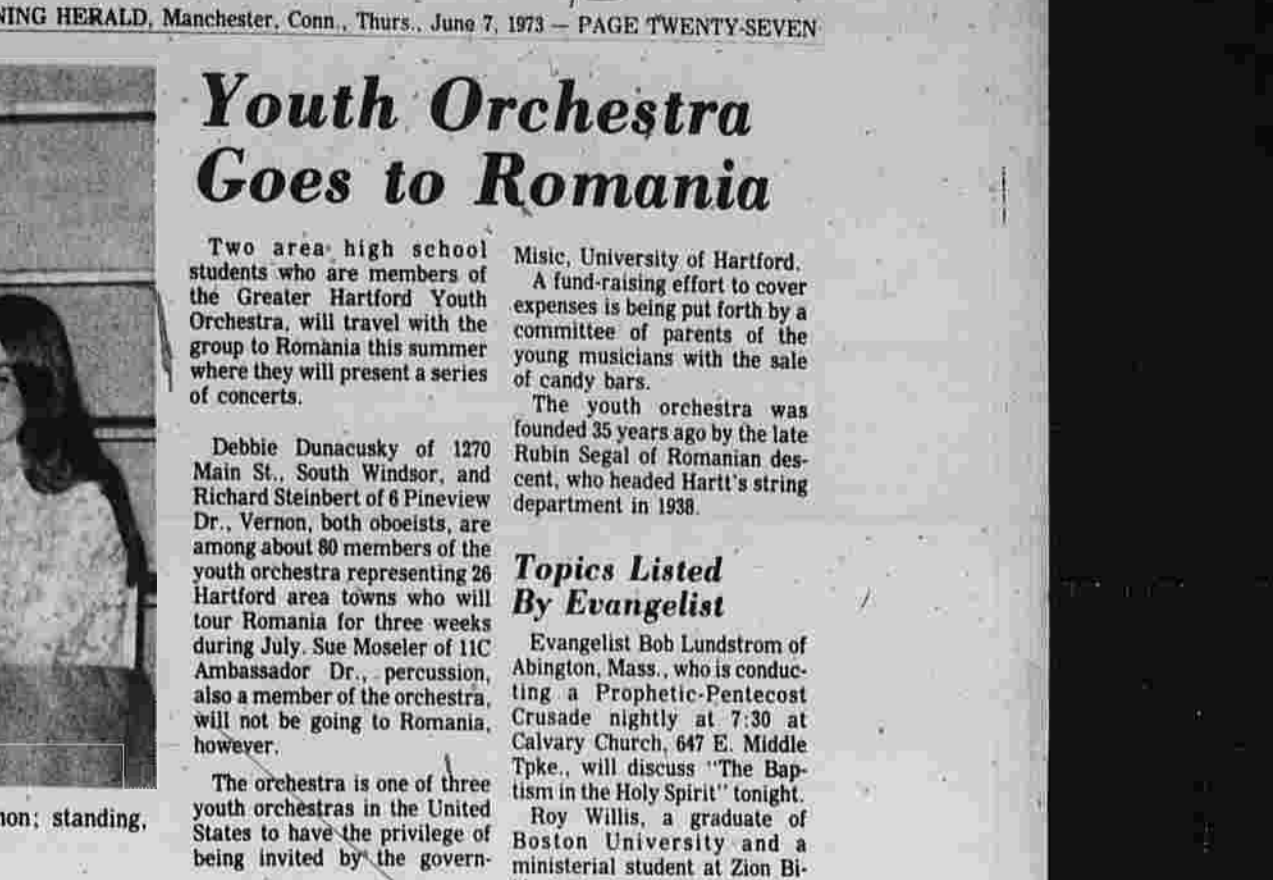 NING HERALD, Manchester, Conn., Thurs., June 7, 1973 — PAGE TWENTY-SEVEN
Youth Orchestra
Goes to Romania
Two area high school
students who are members of
the Greater Hartford Youth
Orchestra, will travel with the
group to Romania this summer
where they will present a series
of concerts.
Debbie Dunacusky of 1270
Main St., South Windsor, and
Richard Steinbert of 6 Pineview
Dr., Vernon, both oboeists, are
among about 80 members of the
youth orchestra representing 26
Hartford area towns who will
tour Romania for three weeks
during July. Sue Moseler of 11C
Ambassador Dr., percussion,
also a member of the orchestra,
will not be going to Romania,
however.
The orchestra is one of three
youth orchestras in the United
States to have the privilege of
being invited by the govern-
Misic, University of Hartford.
A fund-raising effort to cover
expenses is being put forth by a
committee of parents of the
young musicians with the sale
of candy bars.
The youth orchestra was
founded 35 years ago by the late
Rubin Segal of Romanian des-
cent, who headed Hartt's string
department in 1938.
Topics Listed
By Evangelist
Evangelist Bob Lundstrom of
Abington, Mass., who is conduc-
ting a Prophetic-Pentecost
Crusade nightly at 7:30 at
Calvary Church, 647 E. Middle
Tpke., will discuss "The Bap-
tism in the Holy Spirit" tonight.
Roy Willis, a graduate of
Boston University and a
ministerial student at Zion Bi-
non; standing,